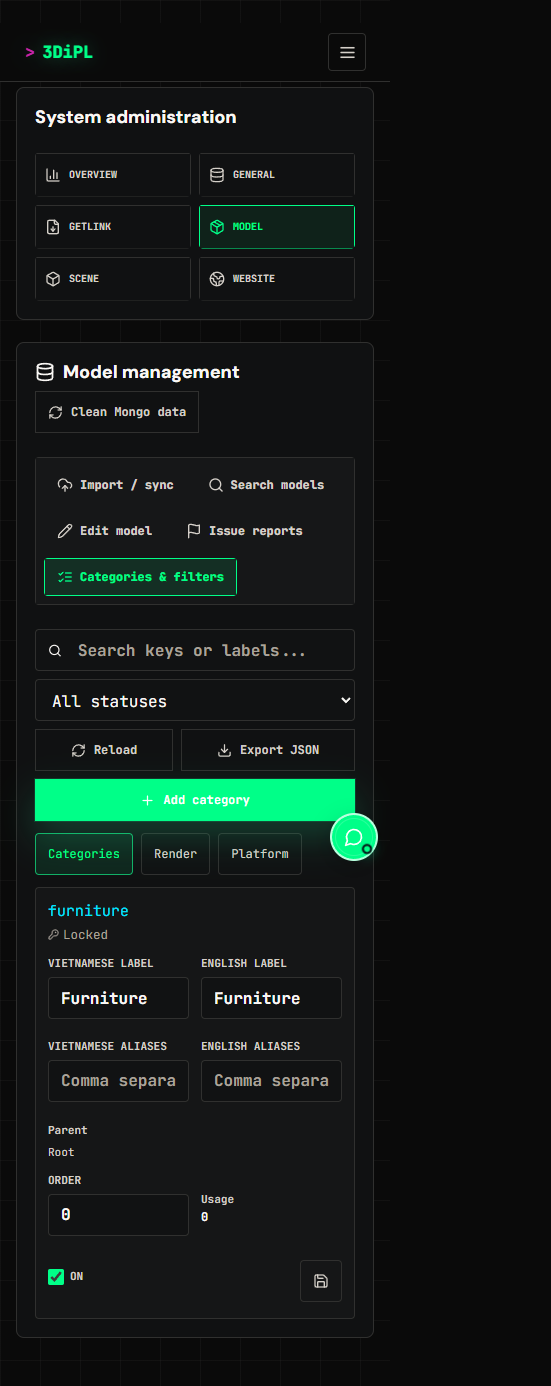 > 3DiPL
System administration
OVERVIEW
GENERAL
GETLINK
MODEL
SCENE
WEBSITE
Model management
Clean Mongo data
Import / sync
Search models
Edit model
Issue reports
Categories & filters
Search keys or labels...
All statuses
Reload
Export JSON
+ Add category
Categories
Render
Platform
furniture
Locked
VIETNAMESE LABEL
ENGLISH LABEL
Furniture
Furniture
VIETNAMESE ALIASES
ENGLISH ALIASES
Comma separa
Comma separa
Parent
Root
ORDER
Usage
0
0
ON